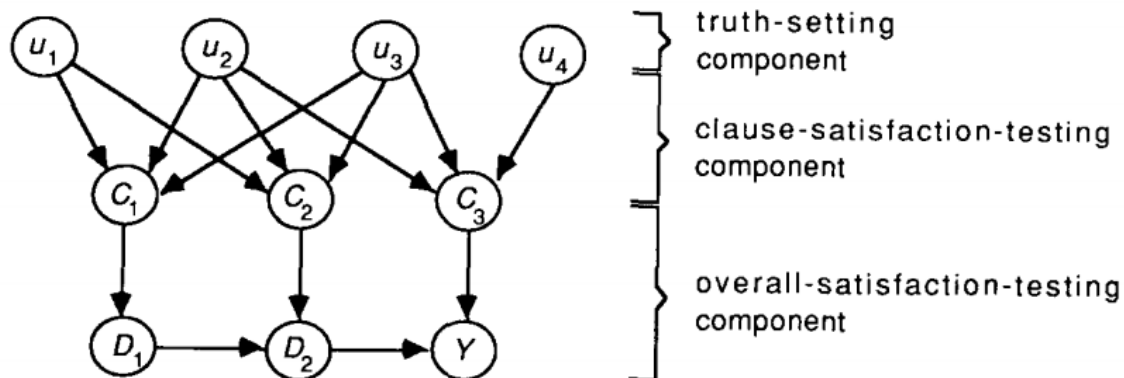 u1 u2 u3 u4
truth-setting
component
clause-satisfaction-testing
component
C1 C2 C3
overall-satisfaction-testing
component
D1 D2 Y